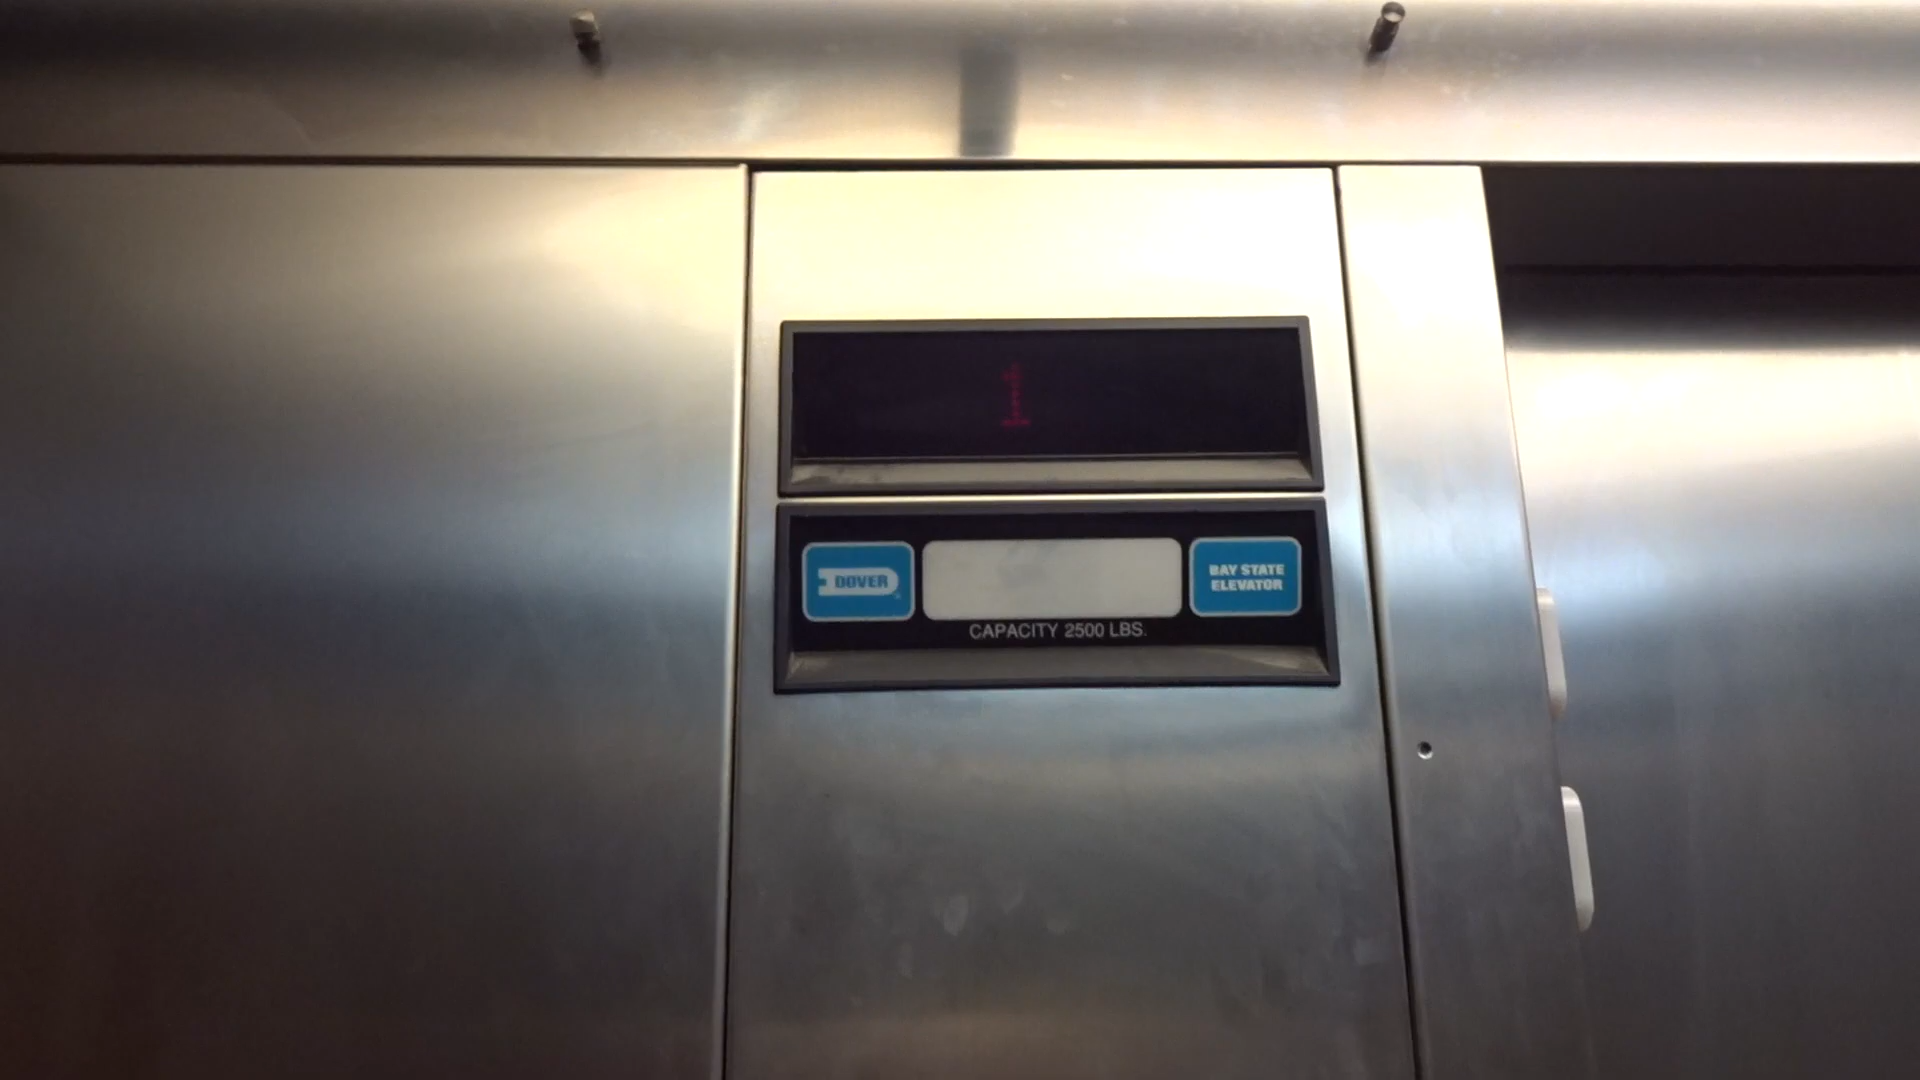 1
DOVER
BAY STATE
ELEVATOR
CAPACITY 2500 LBS.